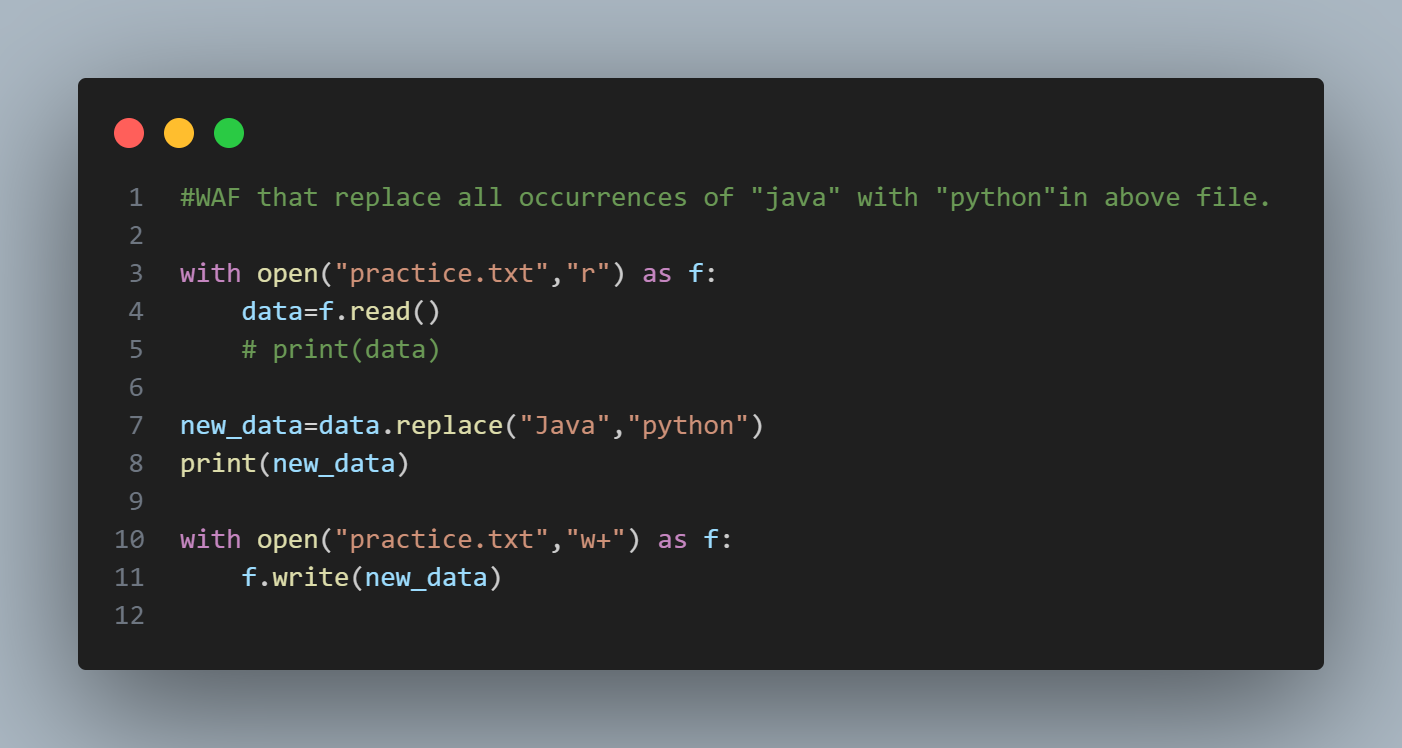 1 #WAF that replace all occurrences of "java" with "python"in above file.
2
3 with open("practice.txt","r") as f:
4     data=f.read()
5     # print(data)
6
7 new_data=data.replace("Java","python")
8 print(new_data)
9
10 with open("practice.txt","w+") as f:
11     f.write(new_data)
12